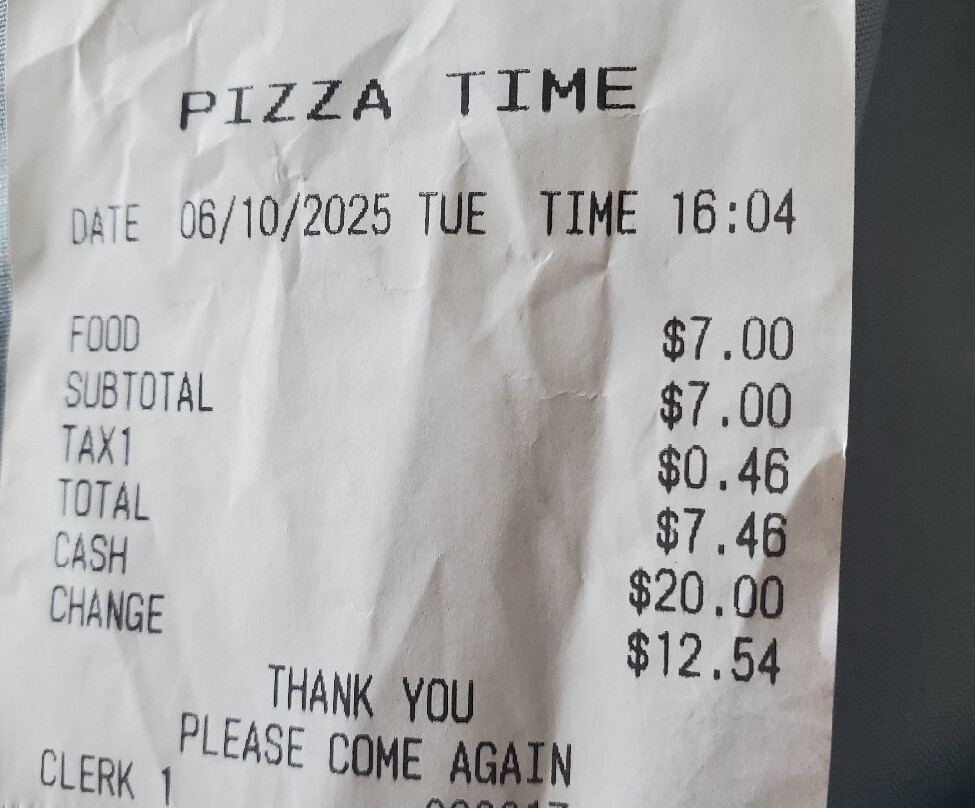 PIZZA TIME
DATE 06/10/2025 TUE TIME 16:04
FOOD $7.00
SUBTOTAL $7.00
TAX1 $0.46
TOTAL $7.46
CASH $20.00
CHANGE $12.54
THANK YOU
PLEASE COME AGAIN
CLERK 1